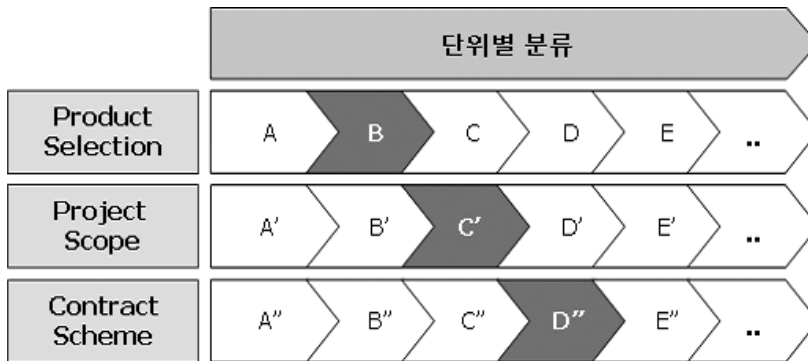 단위별 분류
Product
Selection
A B C D E ..
Project
Scope
A' B' C' D' E' ..
Contract
Scheme
A" B" C" D" E" ..